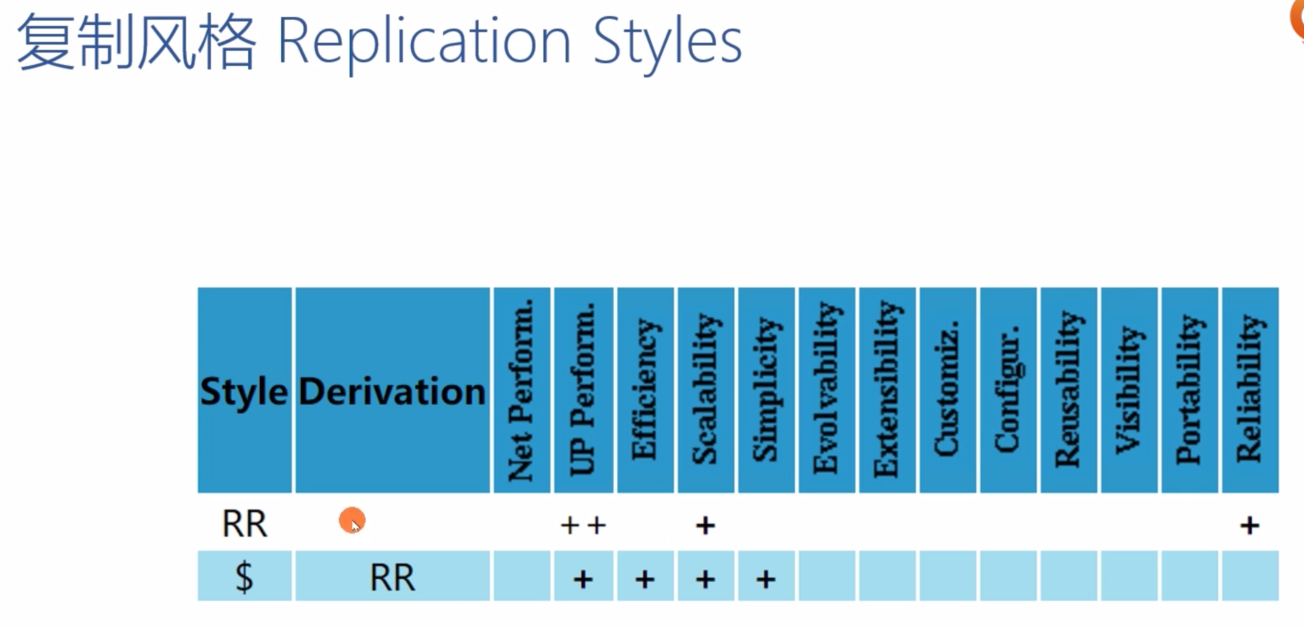 复制风格 Replication Styles
Style Derivation Net Perform. UP Perform. Efficiency Scalability Simplicity Evolvability Extensibility Customiz. Configur. Reusability Visibility Portability Reliability
RR ++ + +
$ RR + + + +